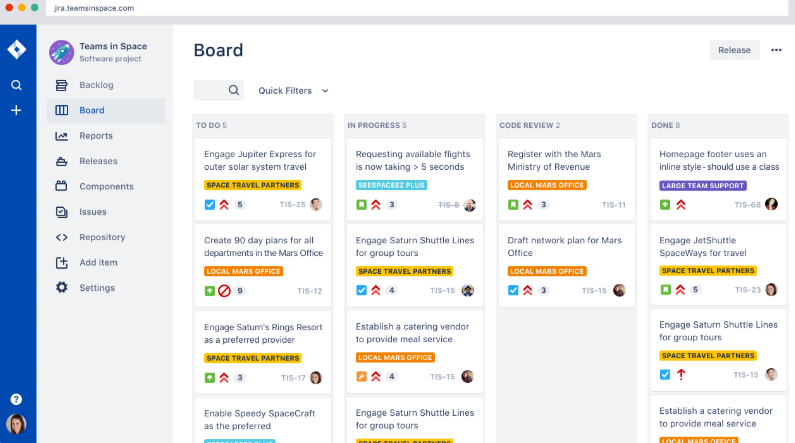 jira.teamsinspace.com
Teams in Space
Software project
Backlog
Board
Reports
Releases
Components
Issues
Repository
Add item
Settings
Board
Release
Quick Filters
TO DO 5
Engage Jupiter Express for
outer solar system travel
SPACE TRAVEL PARTNERS
5
TIS-25
Create 90 day plans for all
departments in the Mars Office
LOCAL MARS OFFICE
9
TIS-12
Engage Saturn's Rings Resort
as a preferred provider
SPACE TRAVEL PARTNERS
3
TIS-17
Enable Speedy SpaceCraft
as the preferred
IN PROGRESS 5
Requesting available flights
is now taking > 5 seconds
SEESPACEEZ PLUS
3
TIS-8
Engage Saturn Shuttle Lines
for group tours
SPACE TRAVEL PARTNERS
4
TIS-15
Establish a catering vendor
to provide meal service
LOCAL MARS OFFICE
4
TIS-15
Engage Saturn Shuttle Lines
for group tours
SPACE TRAVEL PARTNERS
CODE REVIEW 2
Register with the Mars
Ministry of Revenue
LOCAL MARS OFFICE
3
TIS-11
Draft network plan for Mars
Office
LOCAL MARS OFFICE
3
TIS-15
DONE 8
Homepage footer uses an
inline style-should use a class
LARGE TEAM SUPPORT
TIS-68
Engage JetShuttle
SpaceWays for travel
SPACE TRAVEL PARTNERS
5
TIS-23
Engage Saturn Shuttle Lines
for group tours
SPACE TRAVEL PARTNERS
TIS-15
Establish a catering vendor
to provide meal service
LOCAL MARS OFFICE